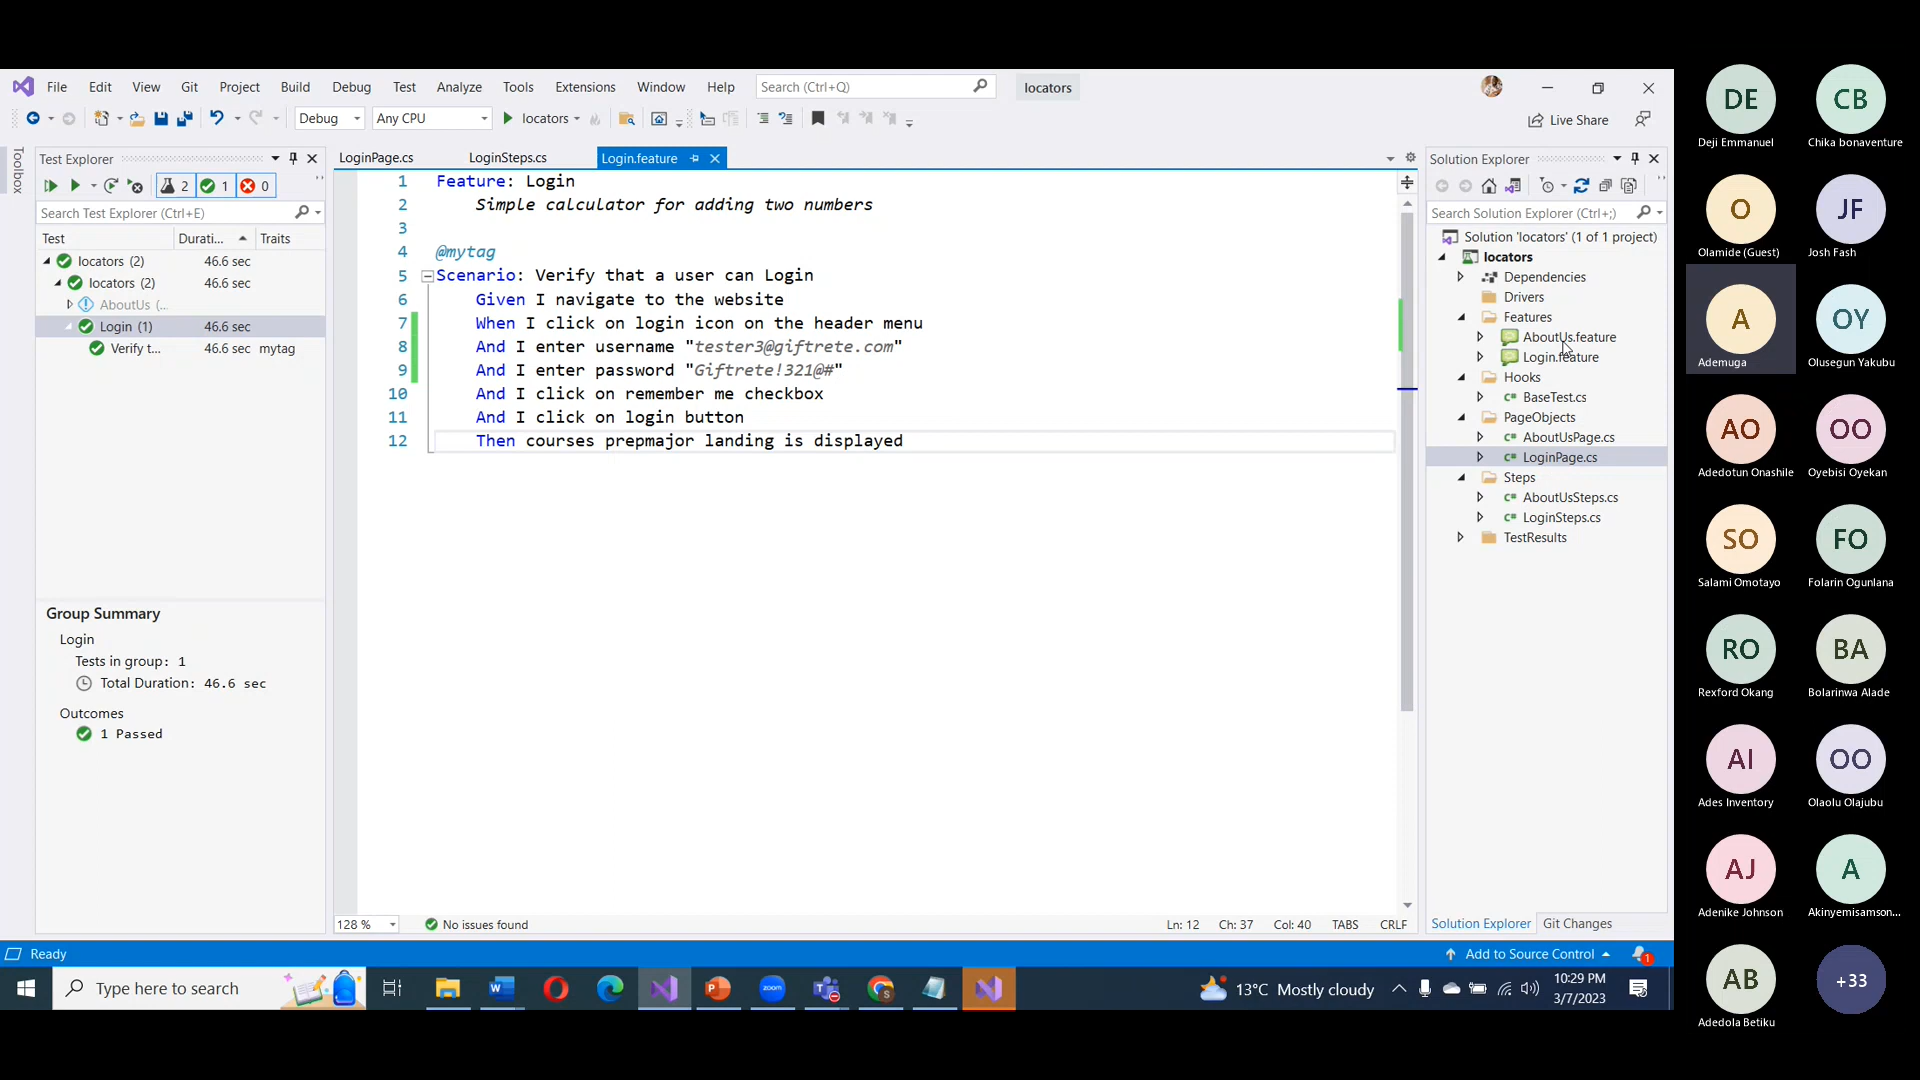 File Edit View Git Project Build Debug Test Analyze Tools Extensions Window Help Search (Ctrl+Q) locators
Debug Any CPU locators Live Share
Toolbox
Test Explorer
2 1 0
Search Test Explorer (Ctrl+E)
Test Durati... Traits
locators (2) 46.6 sec
locators (2) 46.6 sec
AboutUs (...
Login (1) 46.6 sec
Verify t... 46.6 sec mytag
Group Summary
Login
Tests in group: 1
Total Duration: 46.6 sec
Outcomes
1 Passed
LoginPage.cs LoginSteps.cs Login.feature
1 Feature: Login
2 Simple calculator for adding two numbers
3
4 @mytag
5 Scenario: Verify that a user can Login
6 Given I navigate to the website
7 When I click on login icon on the header menu
8 And I enter username "tester3@giftrete.com"
9 And I enter password "Giftrete!321@#"
10 And I click on remember me checkbox
11 And I click on login button
12 Then courses prepmajor landing is displayed
128 % No issues found Ln: 12 Ch: 37 Col: 40 TABS CRLF
Solution Explorer
Search Solution Explorer (Ctrl+;)
Solution 'locators' (1 of 1 project)
locators
Dependencies
Drivers
Features
AboutUs.feature
Login.feature
Hooks
BaseTest.cs
PageObjects
AboutUsPage.cs
LoginPage.cs
Steps
AboutUsSteps.cs
LoginSteps.cs
TestResults
Solution Explorer Git Changes
Ready Add to Source Control 1
Type here to search zoom 13°C Mostly cloudy 10:29 PM
3/7/2023
DE CB
Deji Emmanuel Chika bonaventure
O JF
Olamide (Guest) Josh Fash
A OY
Ademuga Olusegun Yakubu
AO OO
Adedotun Onashile Oyebisi Oyekan
SO FO
Salami Omotayo Folarin Ogunlana
RO BA
Rexford Okang Bolarinwa Alade
AI OO
Ades Inventory Olaolu Olajubu
AJ A
Adenike Johnson Akinyemisamson...
AB +33
Adedola Betiku